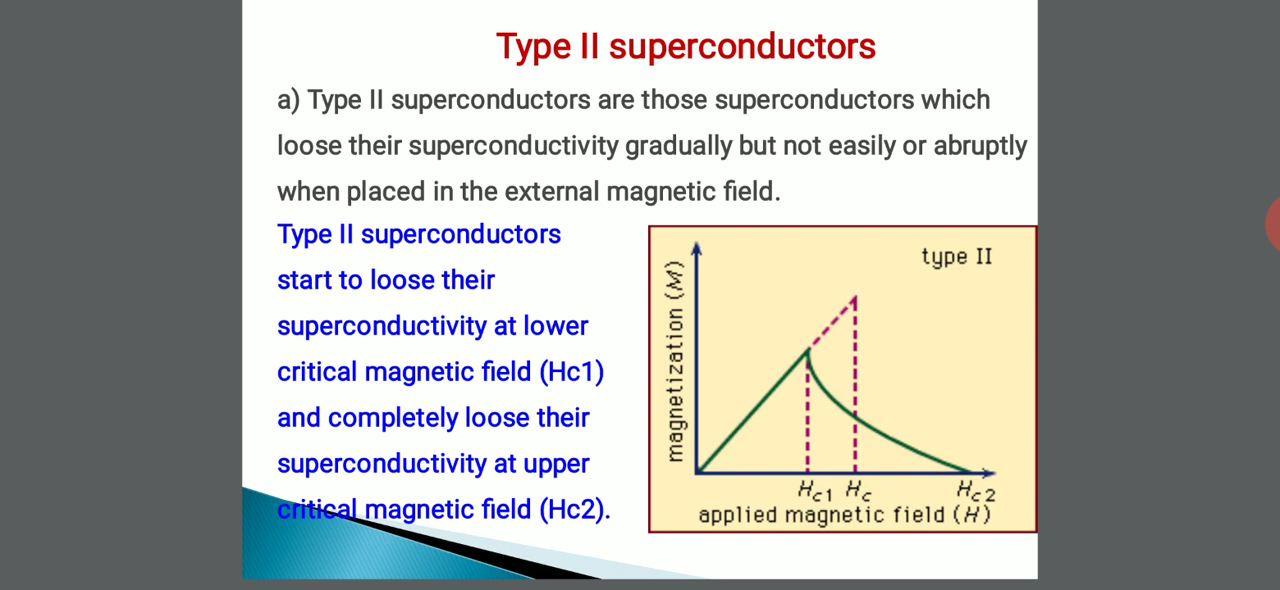 Type II superconductors
a) Type II superconductors are those superconductors which
loose their superconductivity gradually but not easily or abruptly
when placed in the external magnetic field.
Type II superconductors
start to loose their
superconductivity at lower
critical magnetic field (Hc1)
and completely loose their
superconductivity at upper
critical magnetic field (Hc2).
type II
magnetization (M)
Hc1 Hc Hc2
applied magnetic field (H)